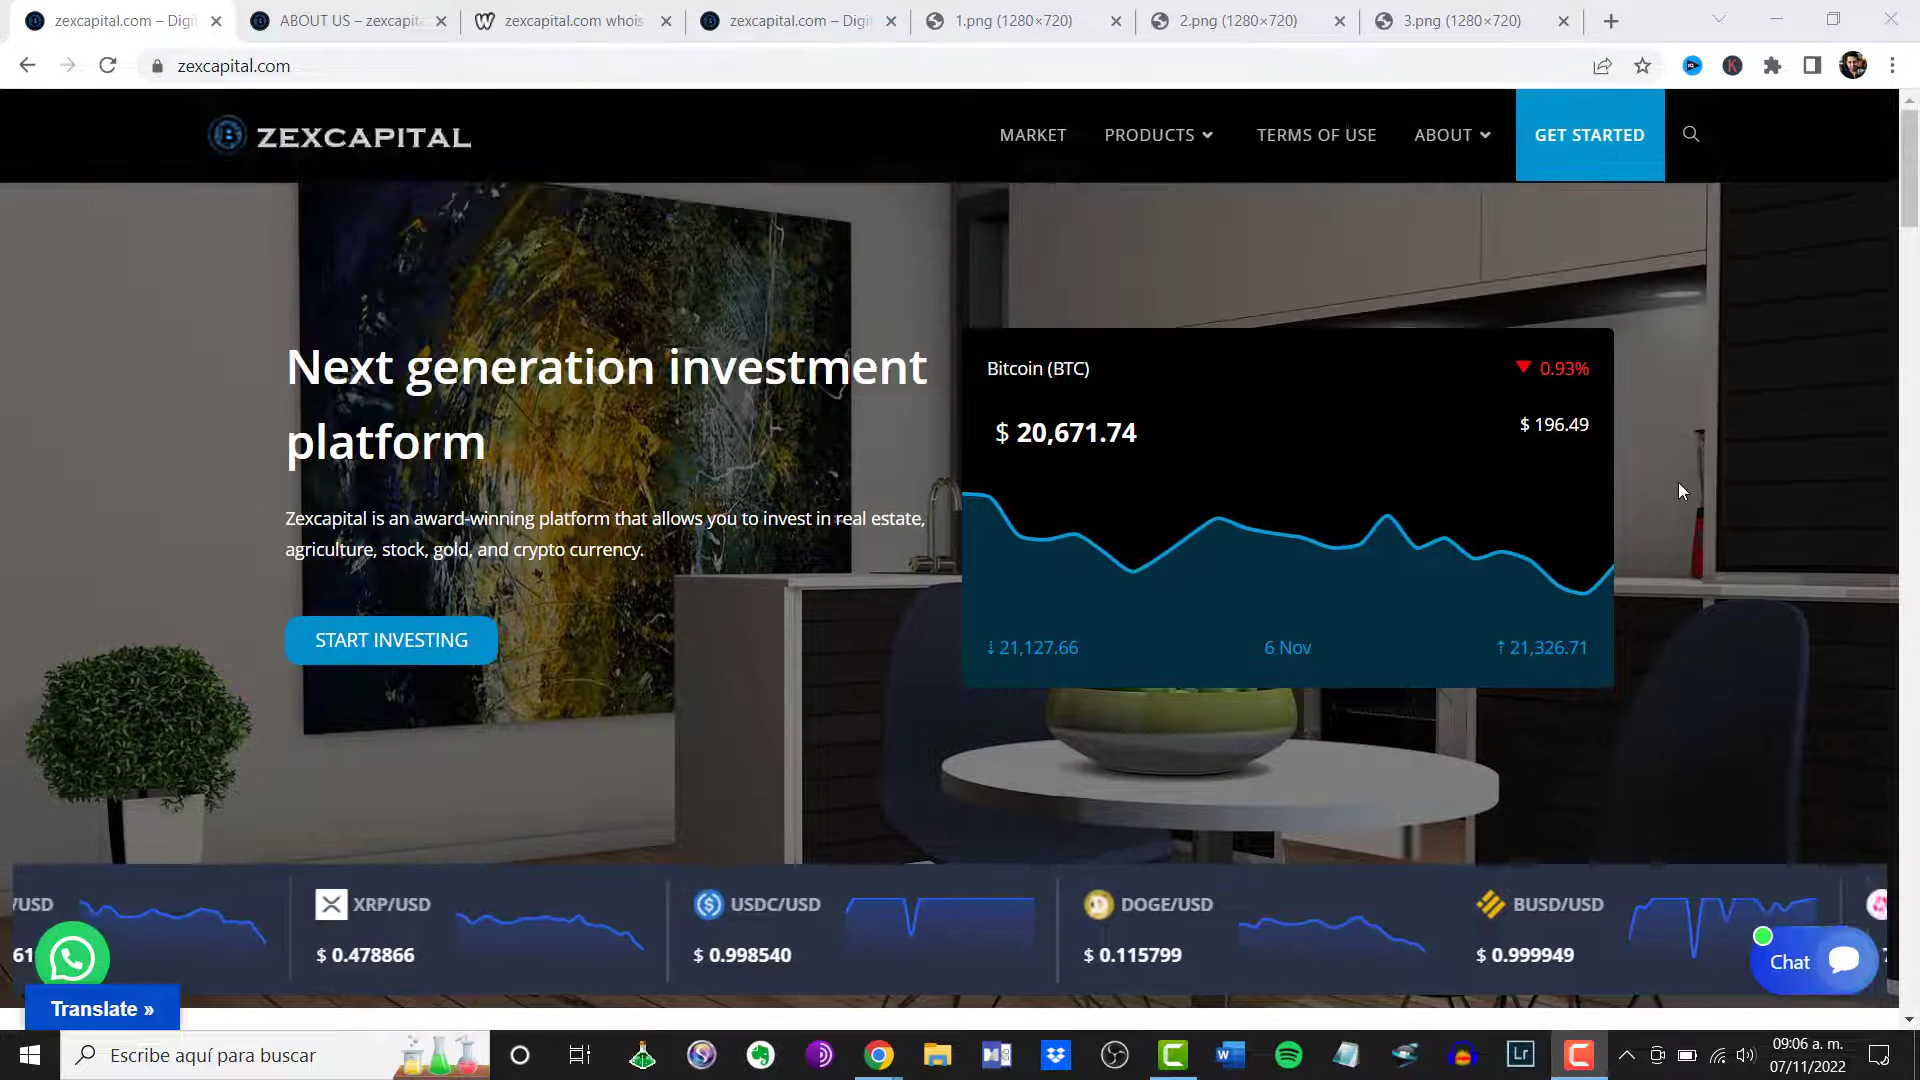 zexcapital.com – Digi
ABOUT US – zexcapit
zexcapital.com whois
zexcapital.com – Digi
1.png (1280×720)
2.png (1280×720)
3.png (1280×720)
zexcapital.com
ZEXCAPITAL
MARKET
PRODUCTS
TERMS OF USE
ABOUT
GET STARTED
Next generation investment
platform
Zexcapital is an award-winning platform that allows you to invest in real estate,
agriculture, stock, gold, and crypto currency.
START INVESTING
Bitcoin (BTC)
0.93%
$ 20,671.74
$ 196.49
↓ 21,127.66
6 Nov
↑ 21,326.71
/USD
XRP/USD
$ 0.478866
USDC/USD
$ 0.998540
DOGE/USD
$ 0.115799
BUSD/USD
$ 0.999949
Chat
Translate »
Escribe aquí para buscar
09:06 a. m.
07/11/2022